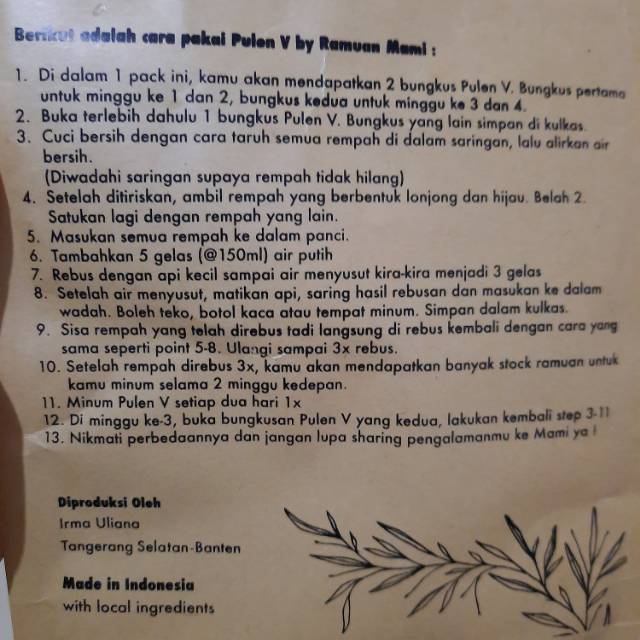 Berikut adalah cara pakai Pulen V by Ramuan Mami :
1. Di dalam 1 pack ini, kamu akan mendapatkan 2 bungkus Pulen V. Bungkus pertama
untuk minggu ke 1 dan 2, bungkus kedua untuk minggu ke 3 dan 4.
2. Buka terlebih dahulu 1 bungkus Pulen V. Bungkus yang lain simpan di kulkas.
3. Cuci bersih dengan cara taruh semua rempah di dalam saringan, lalu alirkan air
bersih.
(Diwadahi saringan supaya rempah tidak hilang)
4. Setelah ditiriskan, ambil rempah yang berbentuk lonjong dan hijau. Belah 2.
Satukan lagi dengan rempah yang lain.
5. Masukan semua rempah ke dalam panci.
6. Tambahkan 5 gelas (@150ml) air putih
7. Rebus dengan api kecil sampai air menyusut kira-kira menjadi 3 gelas
8. Setelah air menyusut, matikan api, saring hasil rebusan dan masukan ke dalam
wadah. Boleh teko, botol kaca atau tempat minum. Simpan dalam kulkas.
9. Sisa rempah yang telah direbus tadi langsung di rebus kembali dengan cara yang
sama seperti point 5-8. Ulangi sampai 3x rebus.
10. Setelah rempah direbus 3x, kamu akan mendapatkan banyak stock ramuan untuk
kamu minum selama 2 minggu kedepan.
11. Minum Pulen V setiap dua hari 1x
12. Di minggu ke-3, buka bungkusan Pulen V yang kedua, lakukan kembali step 3-11
13. Nikmati perbedaannya dan jangan lupa sharing pengalamanmu ke Mami ya !
Diproduksi Oleh
Irma Uliana
Tangerang Selatan-Banten
Made in Indonesia
with local ingredients